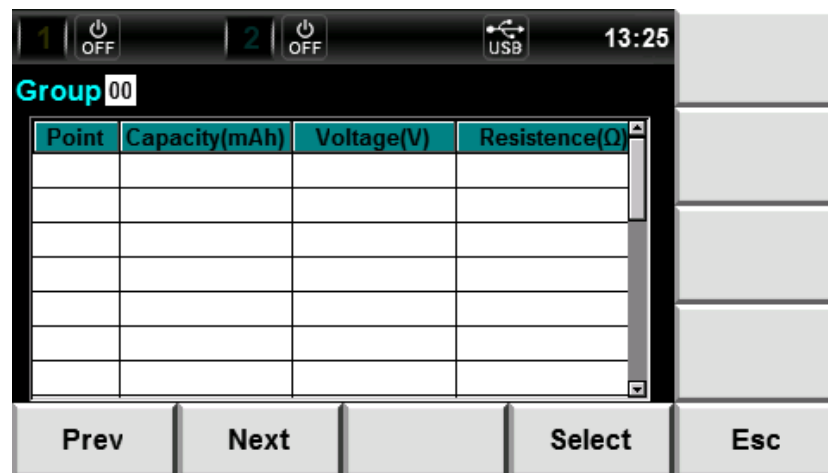 1 OFF 2 OFF USB 13:25
Group 00
Point Capacity(mAh) Voltage(V) Resistence(Ω)
Prev Next Select Esc